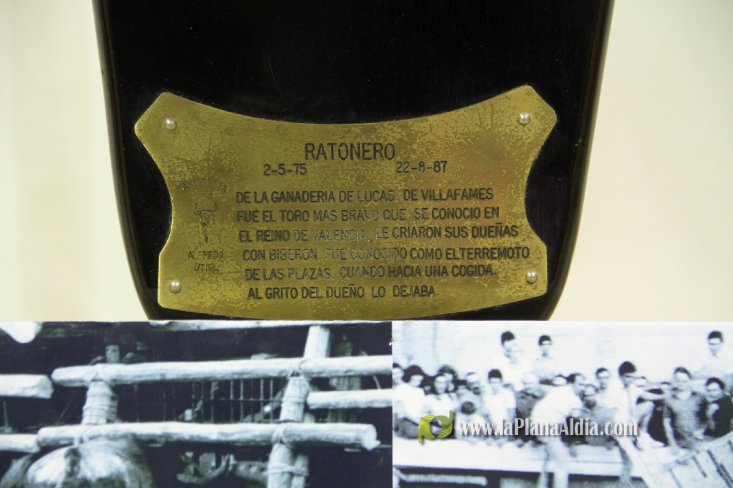 RATONERO
2-5-75 22-8-87
DE LA GANADERIA DE LUCAS, DE VILLAFAMES
FUE EL TORO MAS BRAVO QUE SE CONOCIO EN
EL REINO DE VALENCIA, LE CRIARON SUS DUEÑAS
CON BIBERON. FUE CONOCIDO COMO EL TERREMOTO
DE LAS PLAZAS, CUANDO HACIA UNA COGIDA,
AL GRITO DEL DUEÑO LO DEJABA.
ALFREDO
www.laPlanaAldia.com